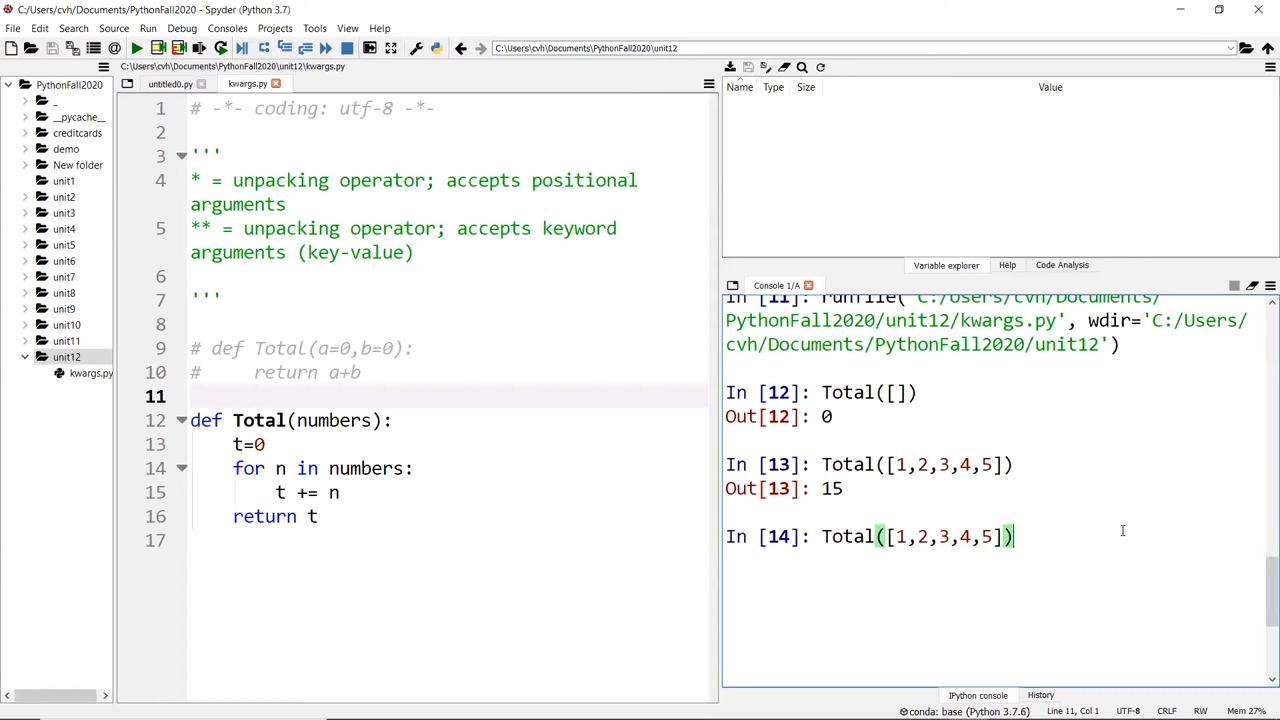 C:/Users/cvh/Documents/PythonFall2020 - Spyder (Python 3.7)
File Edit Search Source Run Debug Consoles Projects Tools View Help
C:\Users\cvh\Documents\PythonFall2020\unit12
C:\Users\cvh\Documents\PythonFall2020\unit12\kwargs.py
PythonFall2020
_
__pycache__
creditcards
demo
New folder
unit1
unit2
unit3
unit4
unit5
unit6
unit7
unit8
unit9
unit10
unit11
unit12
kwargs.py
untitled0.py kwargs.py
1 # -*- coding: utf-8 -*-
2
3 '''
4 * = unpacking operator; accepts positional
arguments
5 ** = unpacking operator; accepts keyword
arguments (key-value)
6
7 '''
8
9 # def Total(a=0,b=0):
10 #     return a+b
11
12 def Total(numbers):
13     t=0
14     for n in numbers:
15         t += n
16     return t
17
Name Type Size Value
Variable explorer Help Code Analysis
Console 1/A
In [11]: runfile('C:/Users/cvh/Documents/
PythonFall2020/unit12/kwargs.py', wdir='C:/Users/
cvh/Documents/PythonFall2020/unit12')
In [12]: Total([])
Out[12]: 0
In [13]: Total([1,2,3,4,5])
Out[13]: 15
In [14]: Total([1,2,3,4,5])
IPython console History
conda: base (Python 3.7.6) Line 11, Col 1 UTF-8 CRLF RW Mem 27%